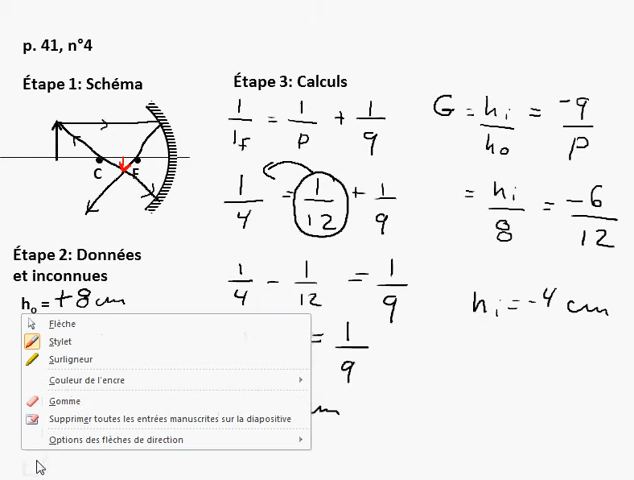 p. 41, n°4
Étape 1: Schéma
C F
Étape 2: Données
et inconnues
h₀ = +8 cm
Flèche
Stylet
Surligneur
Couleur de l'encre
Gomme
Supprimer toutes les entrées manuscrites sur la diapositive
Options des flèches de direction
Étape 3: Calculs
1/lF = 1/p + 1/q
1/4 = 1/12 + 1/q
1/4 - 1/12 = 1/q
= 1/q
m
G = hᵢ/h₀ = -q/p
= hᵢ/8 = -6/12
hᵢ = -4 cm